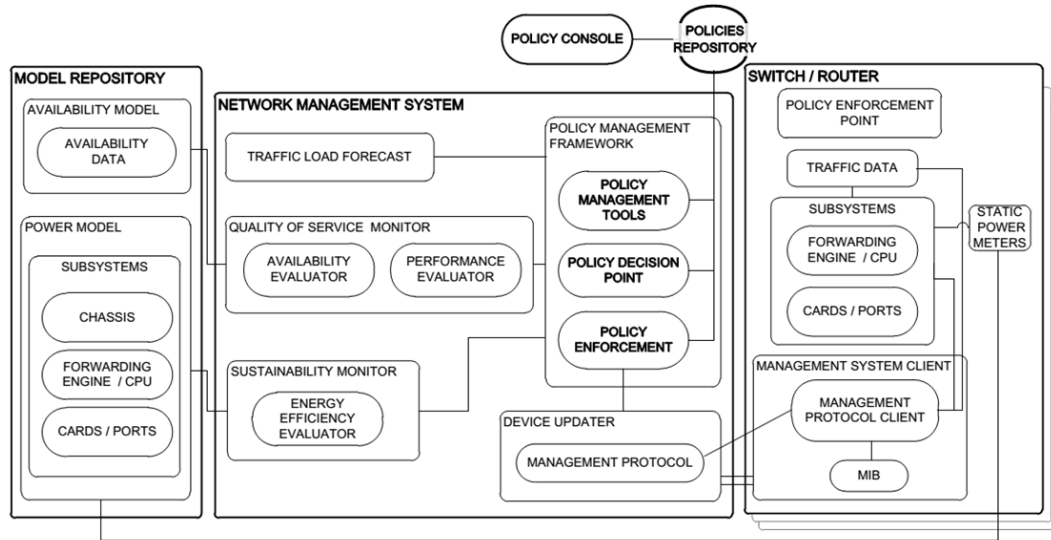 POLICY CONSOLE
POLICIES
REPOSITORY
MODEL REPOSITORY
AVAILABILITY MODEL
AVAILABILITY
DATA
POWER MODEL
SUBSYSTEMS
CHASSIS
FORWARDING
ENGINE / CPU
CARDS / PORTS
NETWORK MANAGEMENT SYSTEM
TRAFFIC LOAD FORECAST
QUALITY OF SERVICE MONITOR
AVAILABILITY
EVALUATOR
PERFORMANCE
EVALUATOR
SUSTAINABILITY MONITOR
ENERGY
EFFICIENCY
EVALUATOR
POLICY MANAGEMENT
FRAMEWORK
POLICY
MANAGEMENT
TOOLS
POLICY DECISION
POINT
POLICY
ENFORCEMENT
DEVICE UPDATER
MANAGEMENT PROTOCOL
SWITCH / ROUTER
POLICY ENFORCEMENT
POINT
TRAFFIC DATA
SUBSYSTEMS
FORWARDING
ENGINE / CPU
CARDS / PORTS
STATIC
POWER
METERS
MANAGEMENT SYSTEM CLIENT
MANAGEMENT
PROTOCOL CLIENT
MIB